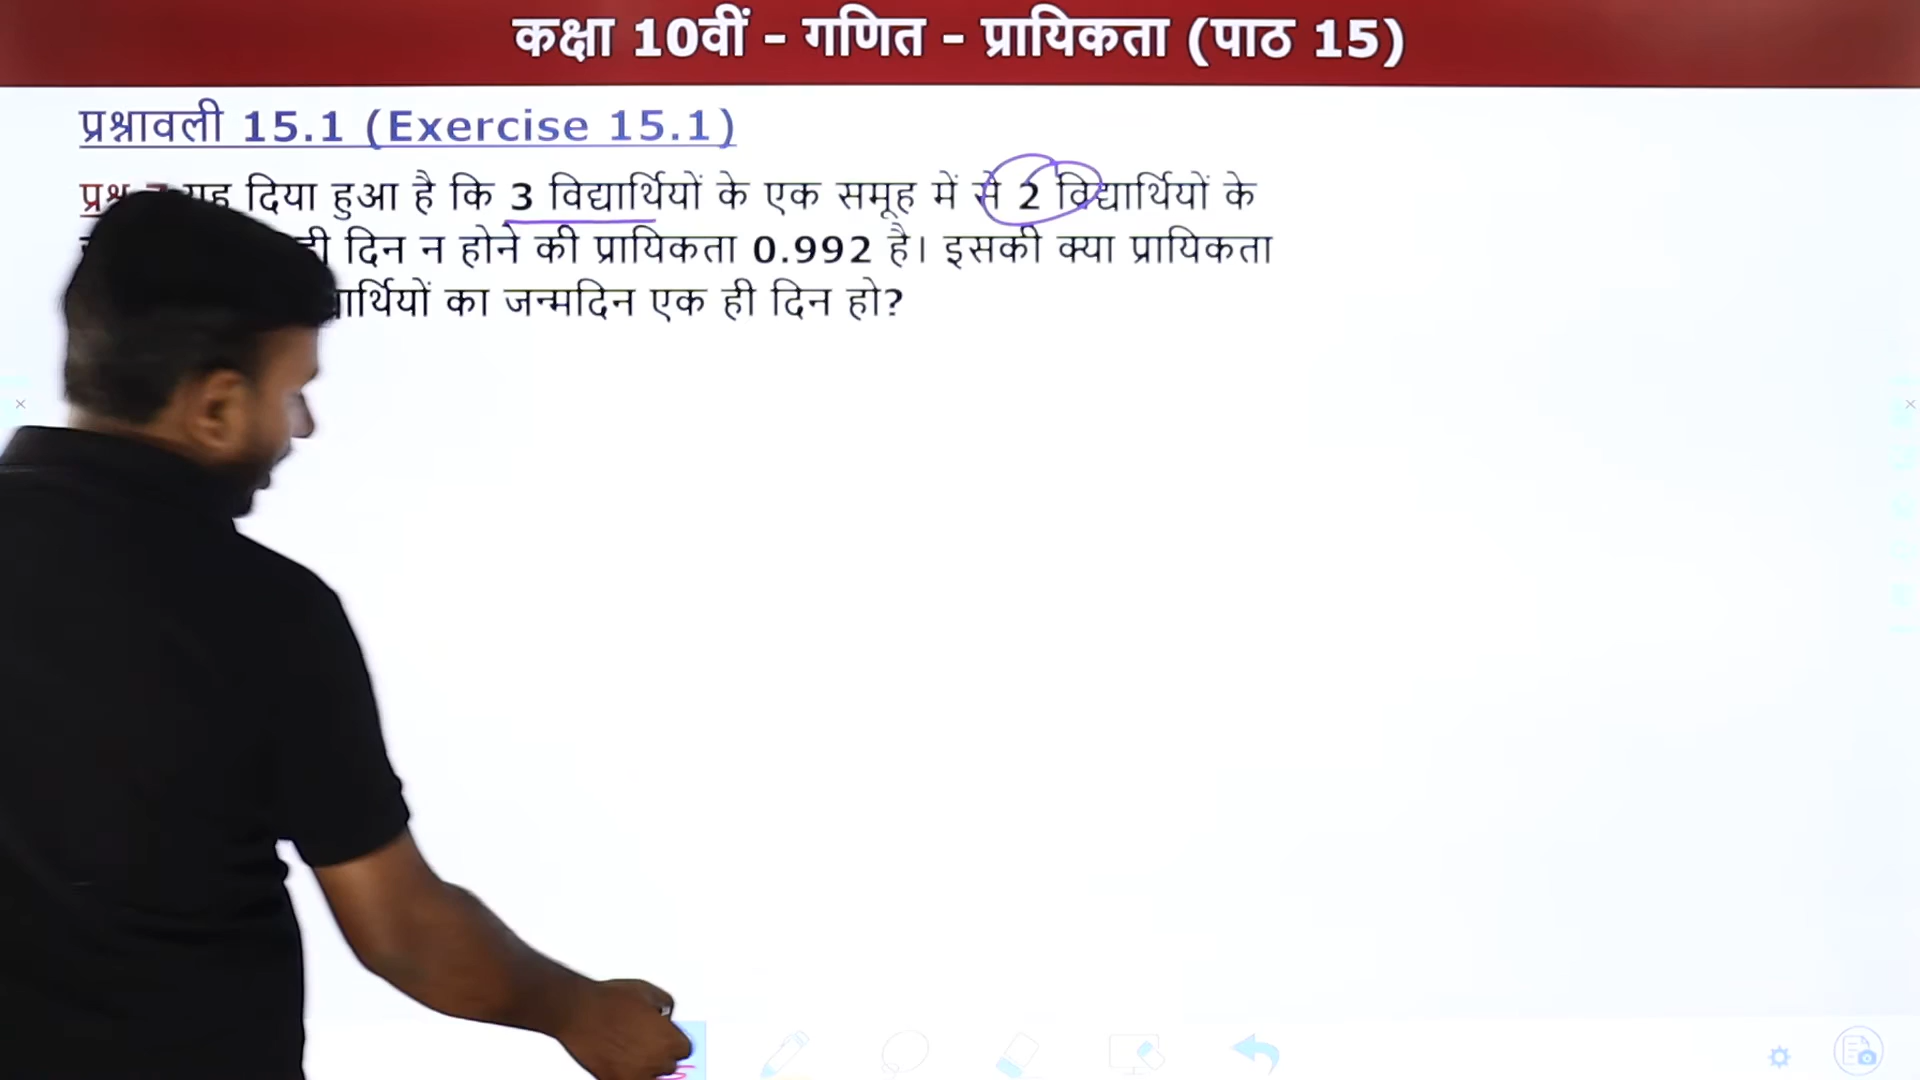 कक्षा 10वीं - गणित - प्रायिकता (पाठ 15)
प्रश्नावली 15.1 (Exercise 15.1)
दिया हुआ है कि 3 विद्यार्थियों के एक समूह में से 2 विद्यार्थियों के
दिन न होने की प्रायिकता 0.992 है। इसकी क्या प्रायिकता
का जन्मदिन एक ही दिन हो?